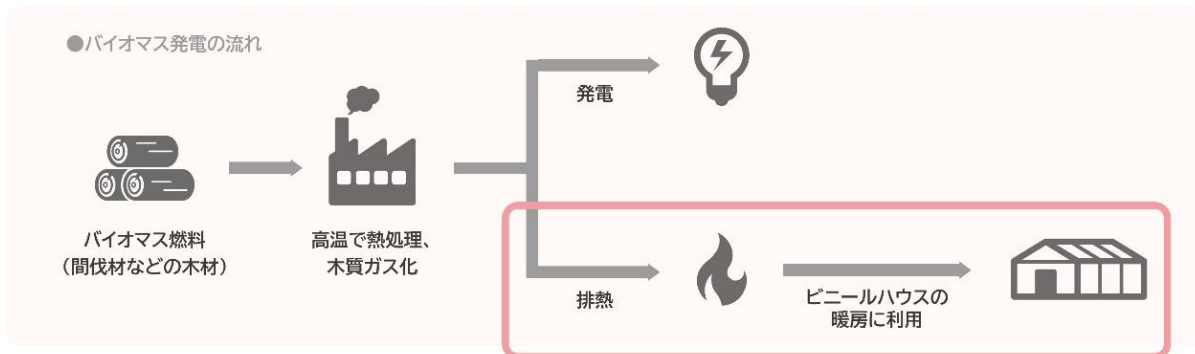 ●バイオマス発電の流れ
バイオマス燃料
（間伐材などの木材）
高温で熱処理、
木質ガス化
発電
排熱
ビニールハウスの
暖房に利用